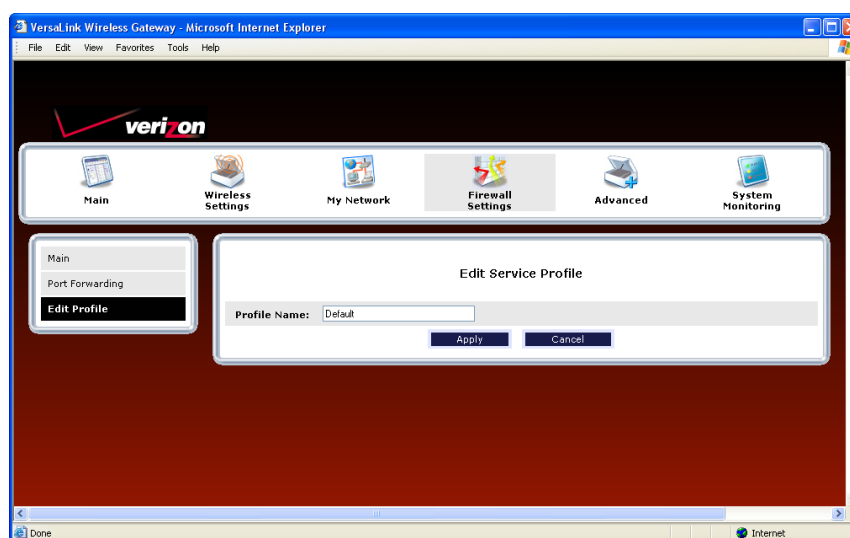 VersaLink Wireless Gateway - Microsoft Internet Explorer
File Edit View Favorites Tools Help
verizon
Main
Wireless Settings
My Network
Firewall Settings
Advanced
System Monitoring
Main
Port Forwarding
Edit Profile
Edit Service Profile
Profile Name: Default
Apply Cancel
Done
Internet